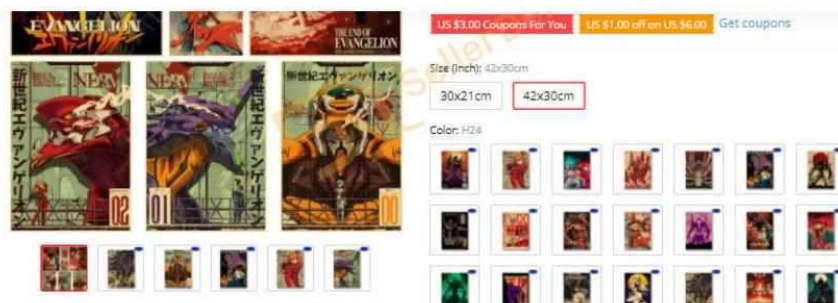 EVANGELION
THE END OF
EVANGELION
新世紀エヴァンゲリオン
NERV
02
NERV
新世紀エヴァンゲリオン
01
新世紀エヴァンゲリオン
00
US $3.00 Coupons For You
US $1.00 off on US $6.00
Get coupons
Size (inch): 42x30cm
30x21cm
42x30cm
Color: H24